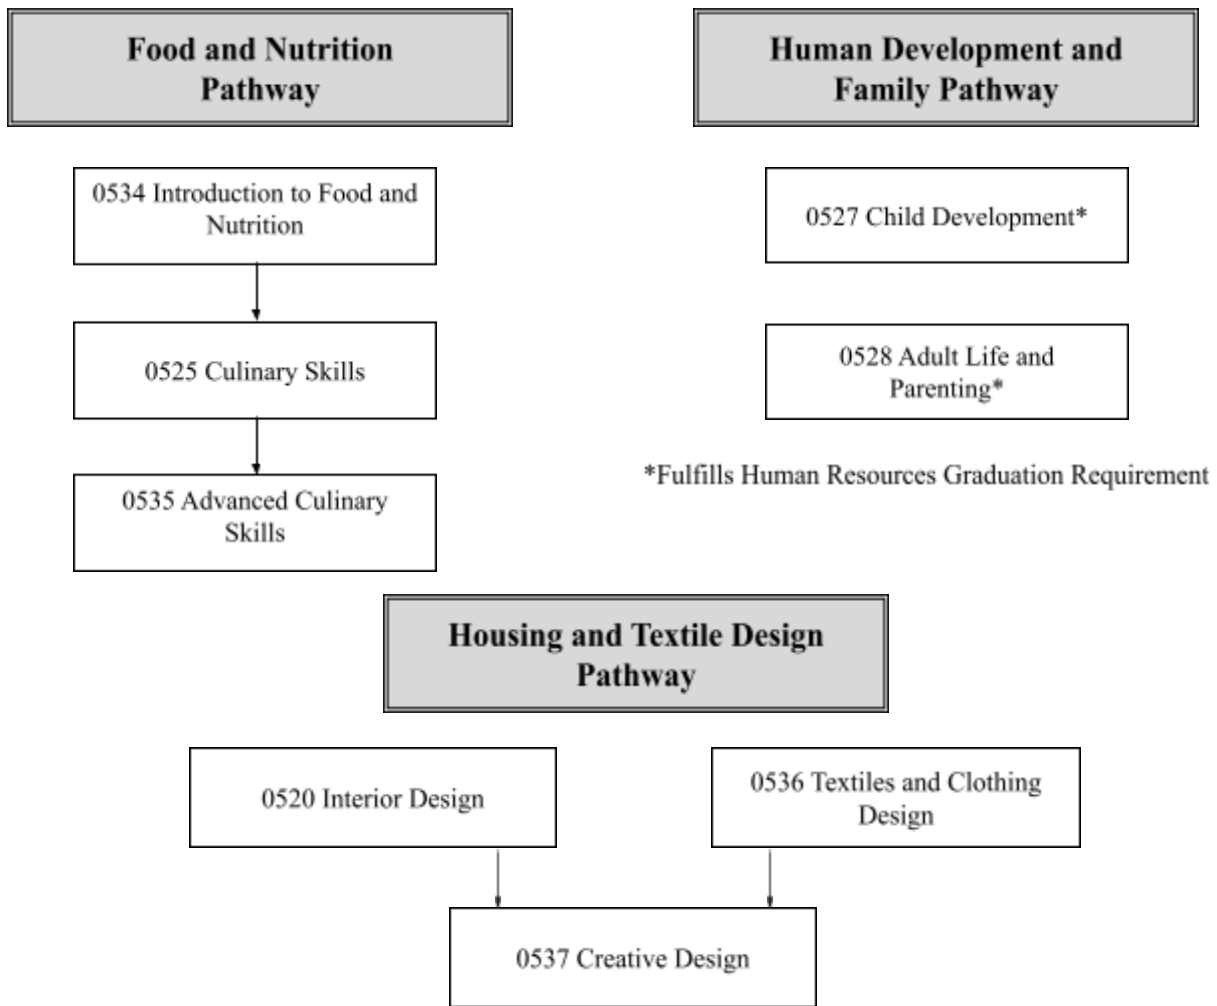 Food and Nutrition
Pathway
0534 Introduction to Food and
Nutrition
0525 Culinary Skills
0535 Advanced Culinary
Skills
Human Development and
Family Pathway
0527 Child Development*
0528 Adult Life and
Parenting*
*Fulfills Human Resources Graduation Requirement
Housing and Textile Design
Pathway
0520 Interior Design
0536 Textiles and Clothing
Design
0537 Creative Design